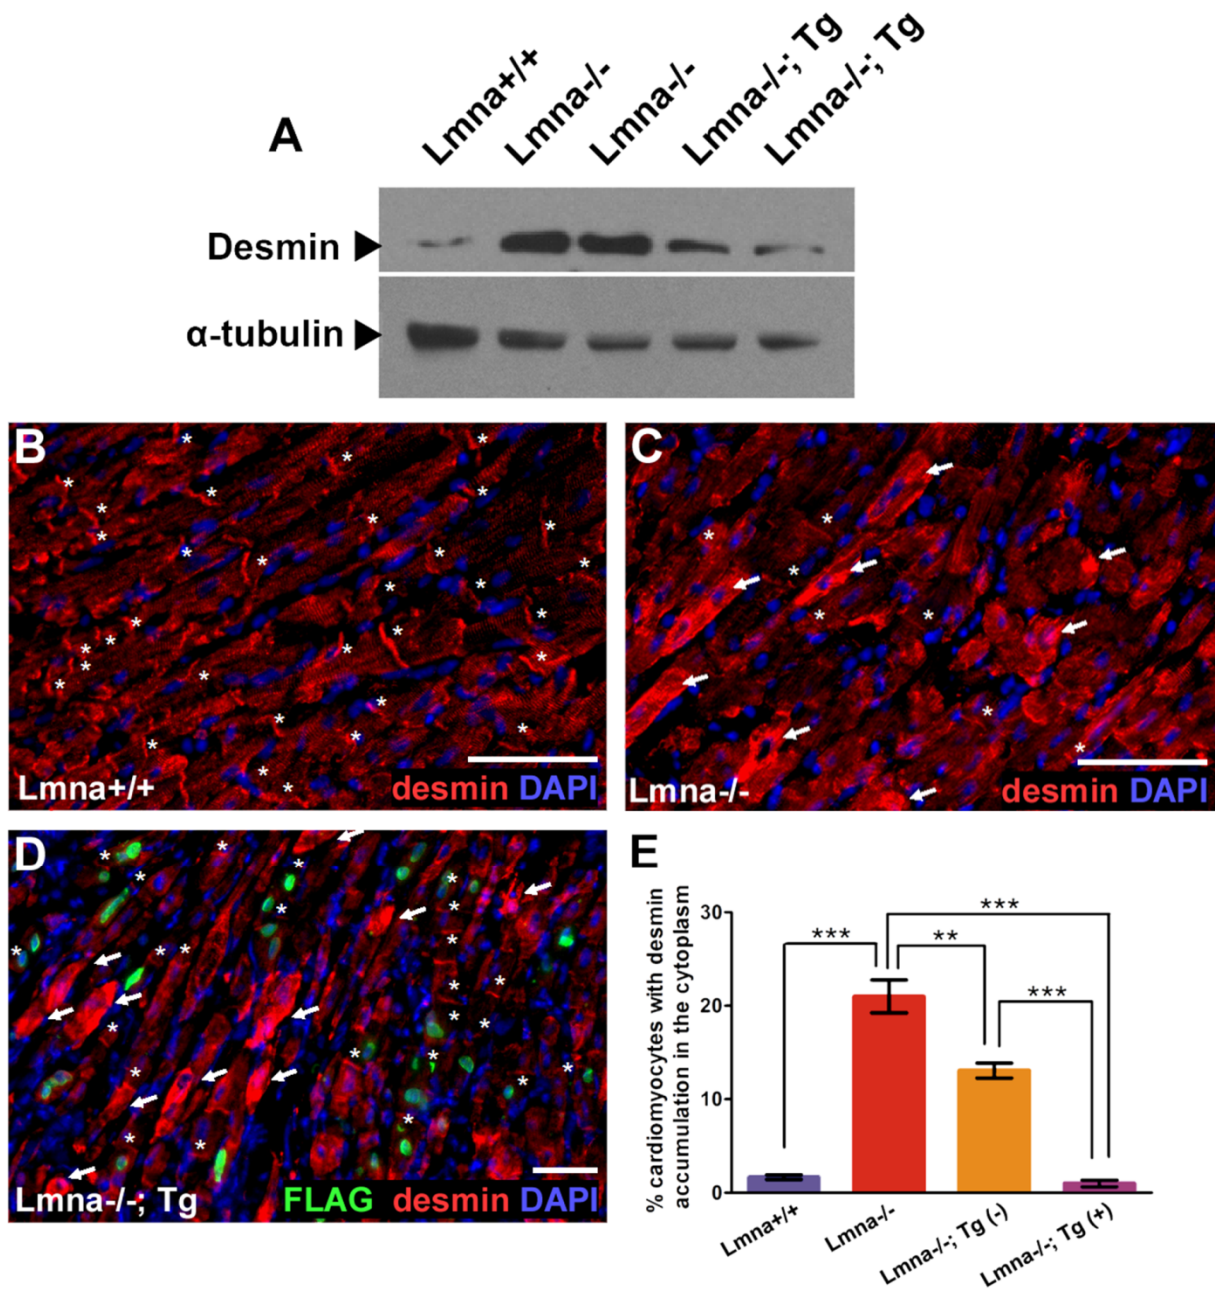 A
Lmna+/+
Lmna-/-
Lmna-/-
Lmna-/-; Tg
Lmna-/-; Tg
Desmin
α-tubulin
B
* * * * * * * * * * * * * * * * * * * * * * * * * * * * * *
Lmna+/+ desmin DAPI
C
* * * * * * * *
Lmna-/- desmin DAPI
D
* * * * * * * * * * * * * * * * * * * * * * * *
Lmna-/-; Tg FLAG desmin DAPI
E
% cardiomyocytes with desmin
accumulation in the cytoplasm
30
20
10
0
***
***
**
***
Lmna+/+
Lmna-/-
Lmna-/-; Tg (-)
Lmna-/-; Tg (+)